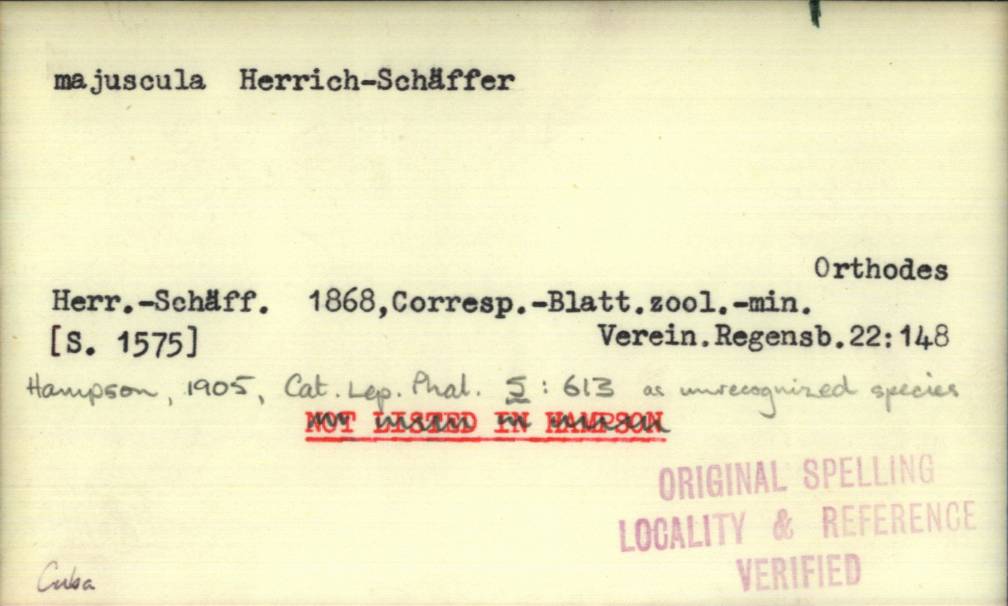 majuscula Herrich-Schäffer
Orthodes
Herr.-Schäff. 1868,Corresp.-Blatt.zool.-min.
[S. 1575] Verein.Regensb.22:148
Hampson, 1905, Cat. Lep. Phal. 5 : 613 as unrecognized species
NOT LISTED IN HAMPSON
ORIGINAL SPELLING
LOCALITY & REFERENCE
VERIFIED
Cuba